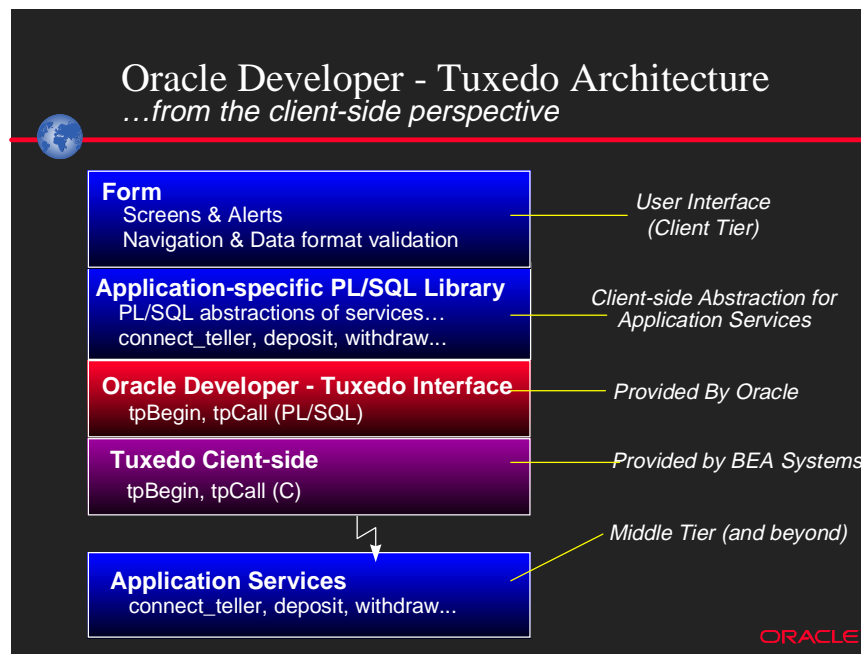 Oracle Developer - Tuxedo Architecture
…from the client-side perspective
Form
Screens & Alerts
Navigation & Data format validation
User Interface
(Client Tier)
Application-specific PL/SQL Library
PL/SQL abstractions of services…
connect_teller, deposit, withdraw...
Client-side Abstraction for
Application Services
Oracle Developer - Tuxedo Interface
tpBegin, tpCall (PL/SQL)
Provided By Oracle
Tuxedo Cient-side
tpBegin, tpCall (C)
Provided by BEA Systems
Middle Tier (and beyond)
Application Services
connect_teller, deposit, withdraw...
ORACLE